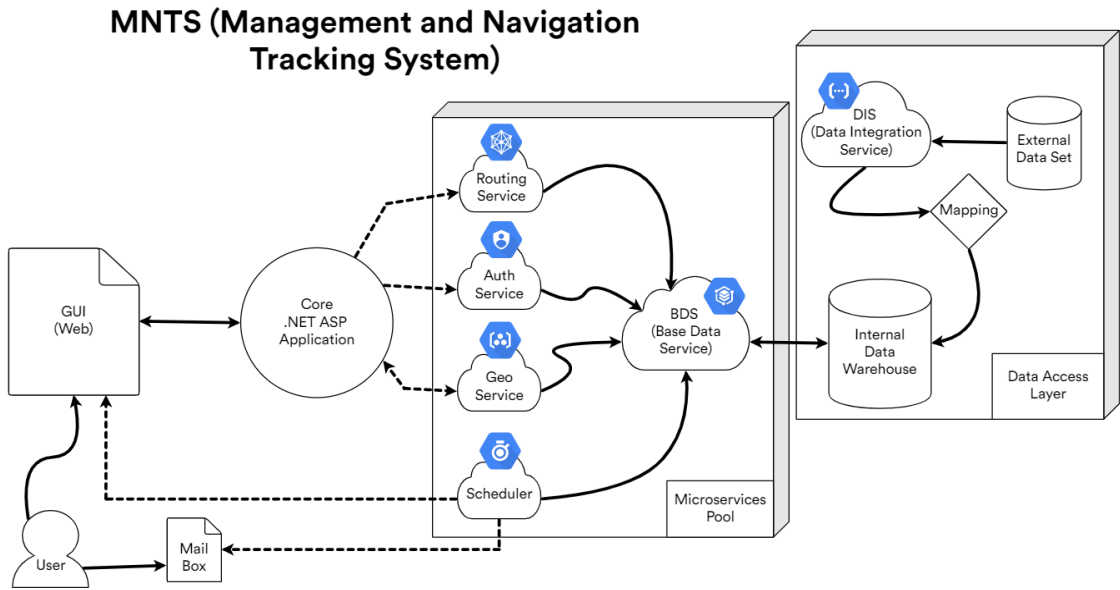 MNTS (Management and Navigation
Tracking System)
DIS
(Data Integration
Service)
External
Data Set
Mapping
Internal
Data
Warehouse
Data Access
Layer
Routing
Service
Auth
Service
Geo
Service
Scheduler
BDS
(Base Data
Service)
Microservices
Pool
Core
.NET ASP
Application
GUI
(Web)
User
Mail
Box